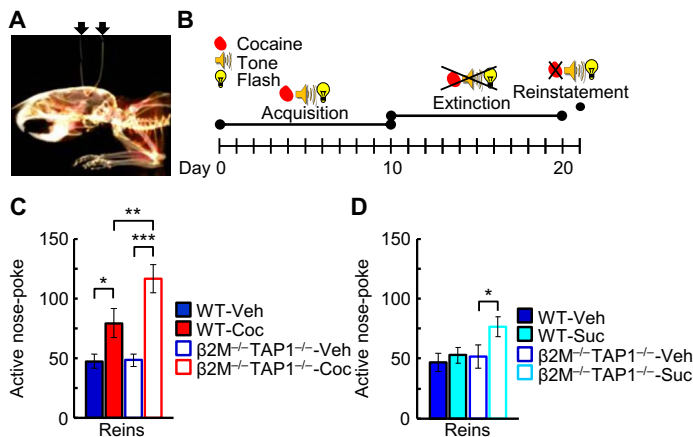 A
B
Cocaine
Tone
Flash
Acquisition
Extinction
Reinstatement
Day 0
10
20
C
Active nose-poke
150
100
50
0
*
**
***
Reins
WT-Veh
WT-Coc
β2M⁻/⁻TAP1⁻/⁻-Veh
β2M⁻/⁻TAP1⁻/⁻-Coc
D
Active nose-poke
150
100
50
0
*
Reins
WT-Veh
WT-Suc
β2M⁻/⁻TAP1⁻/⁻-Veh
β2M⁻/⁻TAP1⁻/⁻-Suc